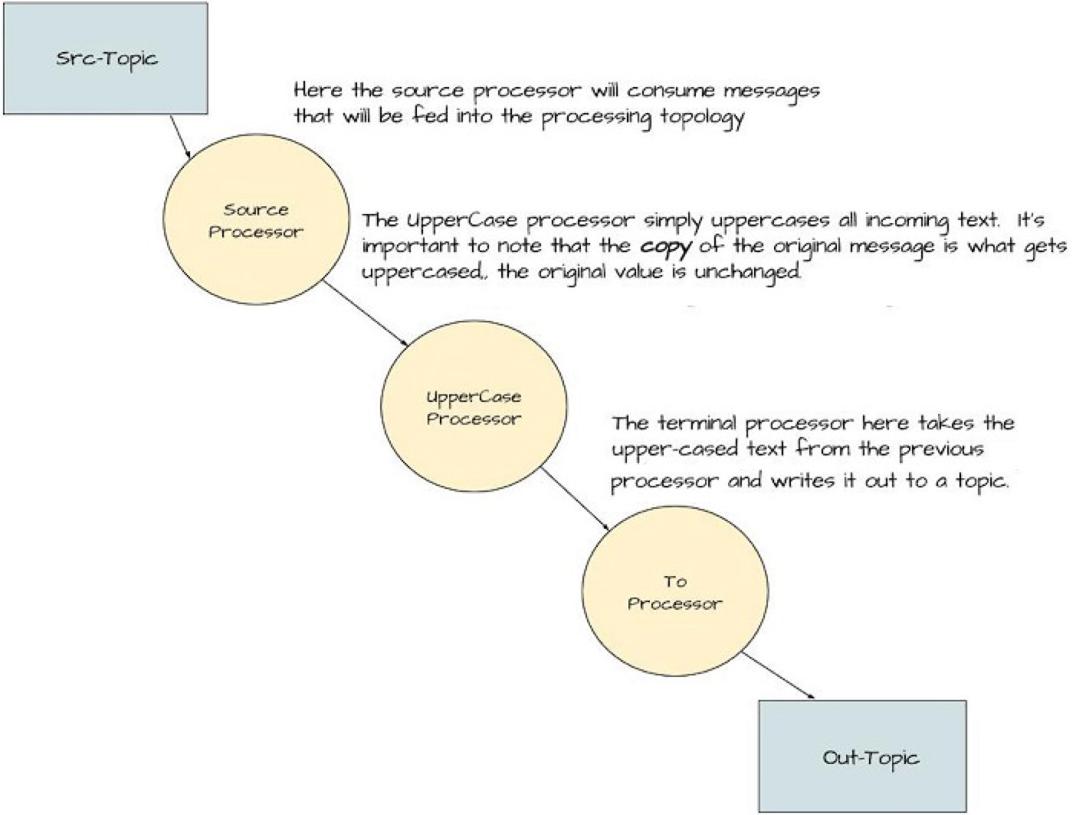 Src-Topic
Here the source processor will consume messages
that will be fed into the processing topology
Source
Processor
The UpperCase processor simply uppercases all incoming text. It's
important to note that the copy of the original message is what gets
uppercased,, the original value is unchanged.
UpperCase
Processor
The terminal processor here takes the
upper-cased text from the previous
processor and writes it out to a topic.
To
Processor
Out-Topic